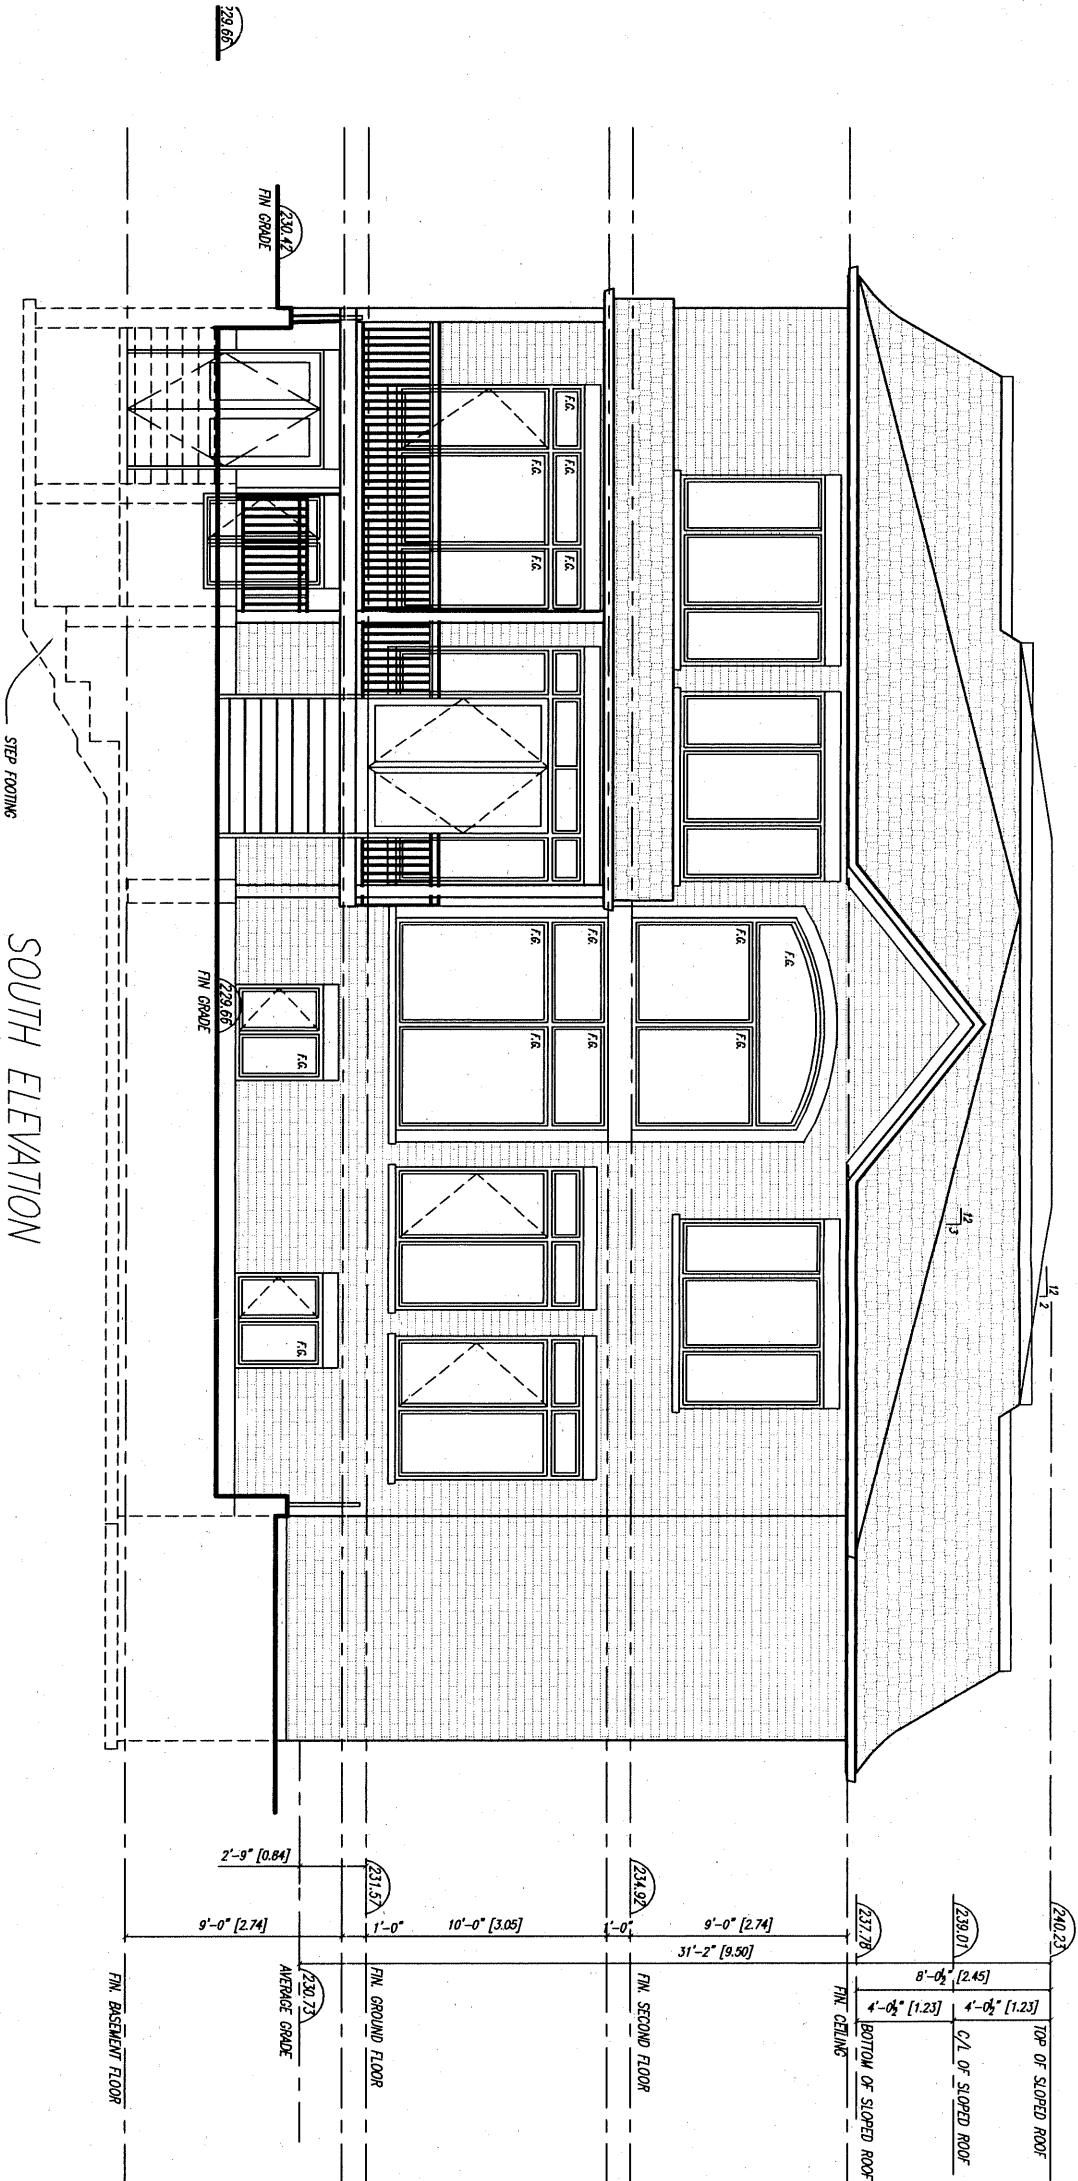 240.23
TOP OF SLOPED ROOF
239.01
C/L OF SLOPED ROOF
237.78
BOTTOM OF SLOPED ROOF
FIN. CEILING
234.92
FIN. SECOND FLOOR
231.57
FIN. GROUND FLOOR
230.73
AVERAGE GRADE
FIN. BASEMENT FLOOR
4'-0½" [1.23]
4'-0½" [1.23]
8'-0½" [2.45]
31'-2" [9.50]
9'-0" [2.74]
1'-0"
10'-0" [3.05]
1'-0"
9'-0" [2.74]
2'-9" [0.84]
12
2
12
3
F.G.
F.G.
F.G.
F.G.
F.G.
F.G.
F.G.
F.G.
F.G.
F.G.
F.G.
F.G.
F.G.
F.G.
229.66
230.42
FIN GRADE
229.66
FIN GRADE
STEP FOOTING
SOUTH ELEVATION